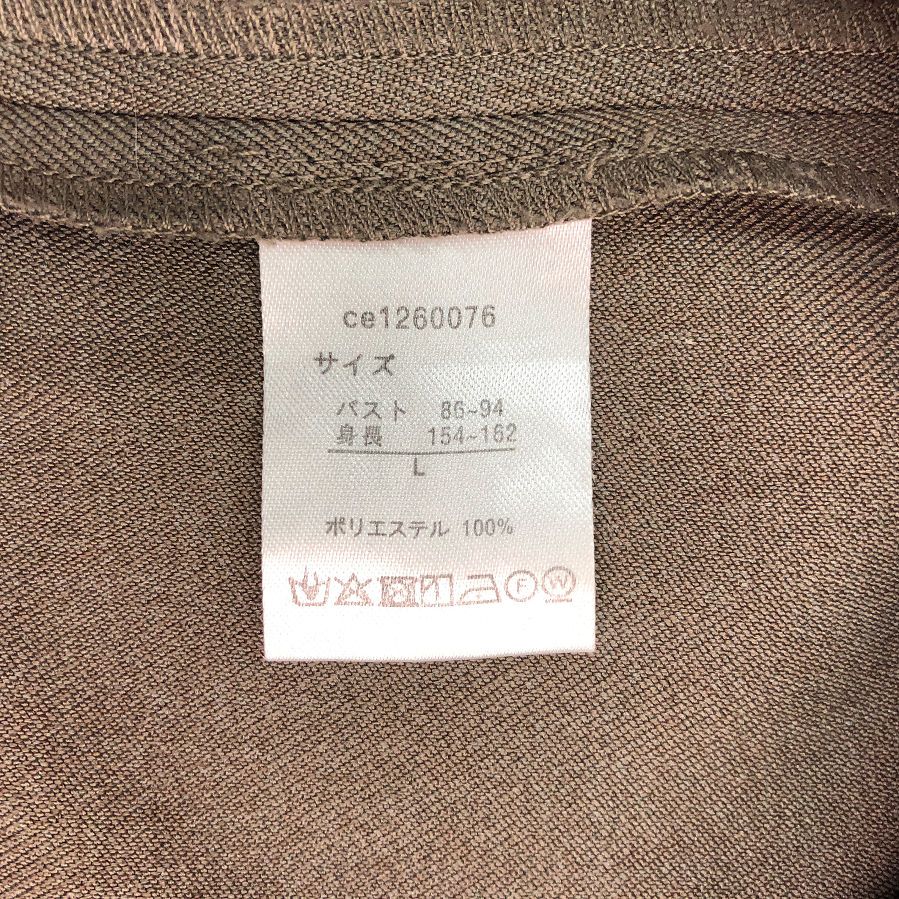 ce1260076
サイズ
バスト 86~94
身長 154~162
L
ポリエステル 100%
F W